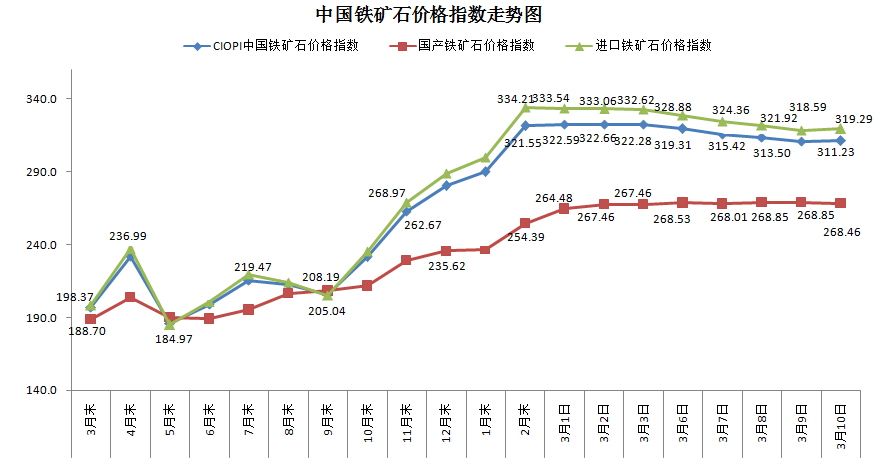 中国铁矿石价格指数走势图
CIOPI中国铁矿石价格指数 国产铁矿石价格指数 进口铁矿石价格指数
340.0
290.0
240.0
190.0
140.0
334.21 333.54 333.06 332.62 328.88 324.36 321.92 318.59 319.29
321.55 322.59 322.66 322.28 319.31 315.42 313.50 311.23
198.37 236.99 184.97 219.47 205.04 268.97
262.67
188.70 208.19 235.62 254.39 264.48 267.46 267.46 268.53 268.01 268.85 268.85 268.46
3月末 4月末 5月末 6月末 7月末 8月末 9月末 10月末 11月末 12月末 1月末 2月末 3月1日 3月2日 3月3日 3月6日 3月7日 3月8日 3月9日 3月10日